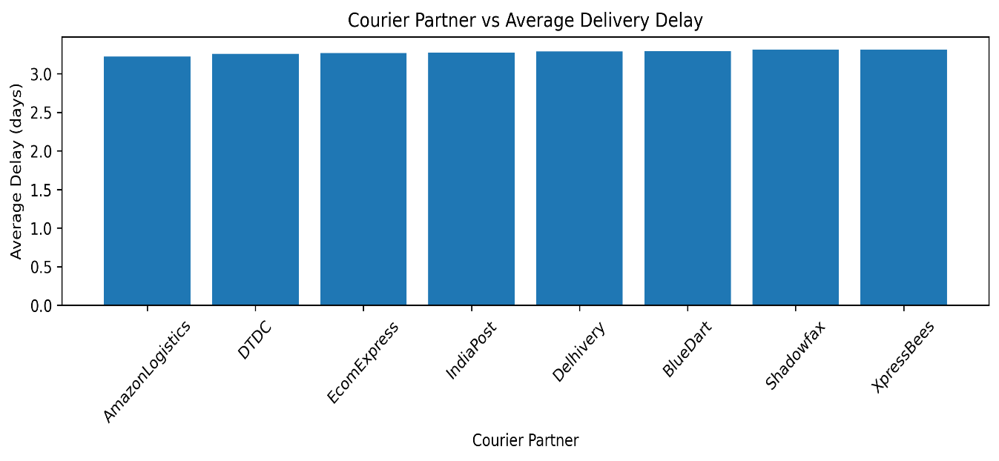 Courier Partner vs Average Delivery Delay
Average Delay (days)
3.0
2.5
2.0
1.5
1.0
0.5
0.0
AmazonLogistics
DTDC
EcomExpress
IndiaPost
Delhivery
BlueDart
Shadowfax
XpressBees
Courier Partner